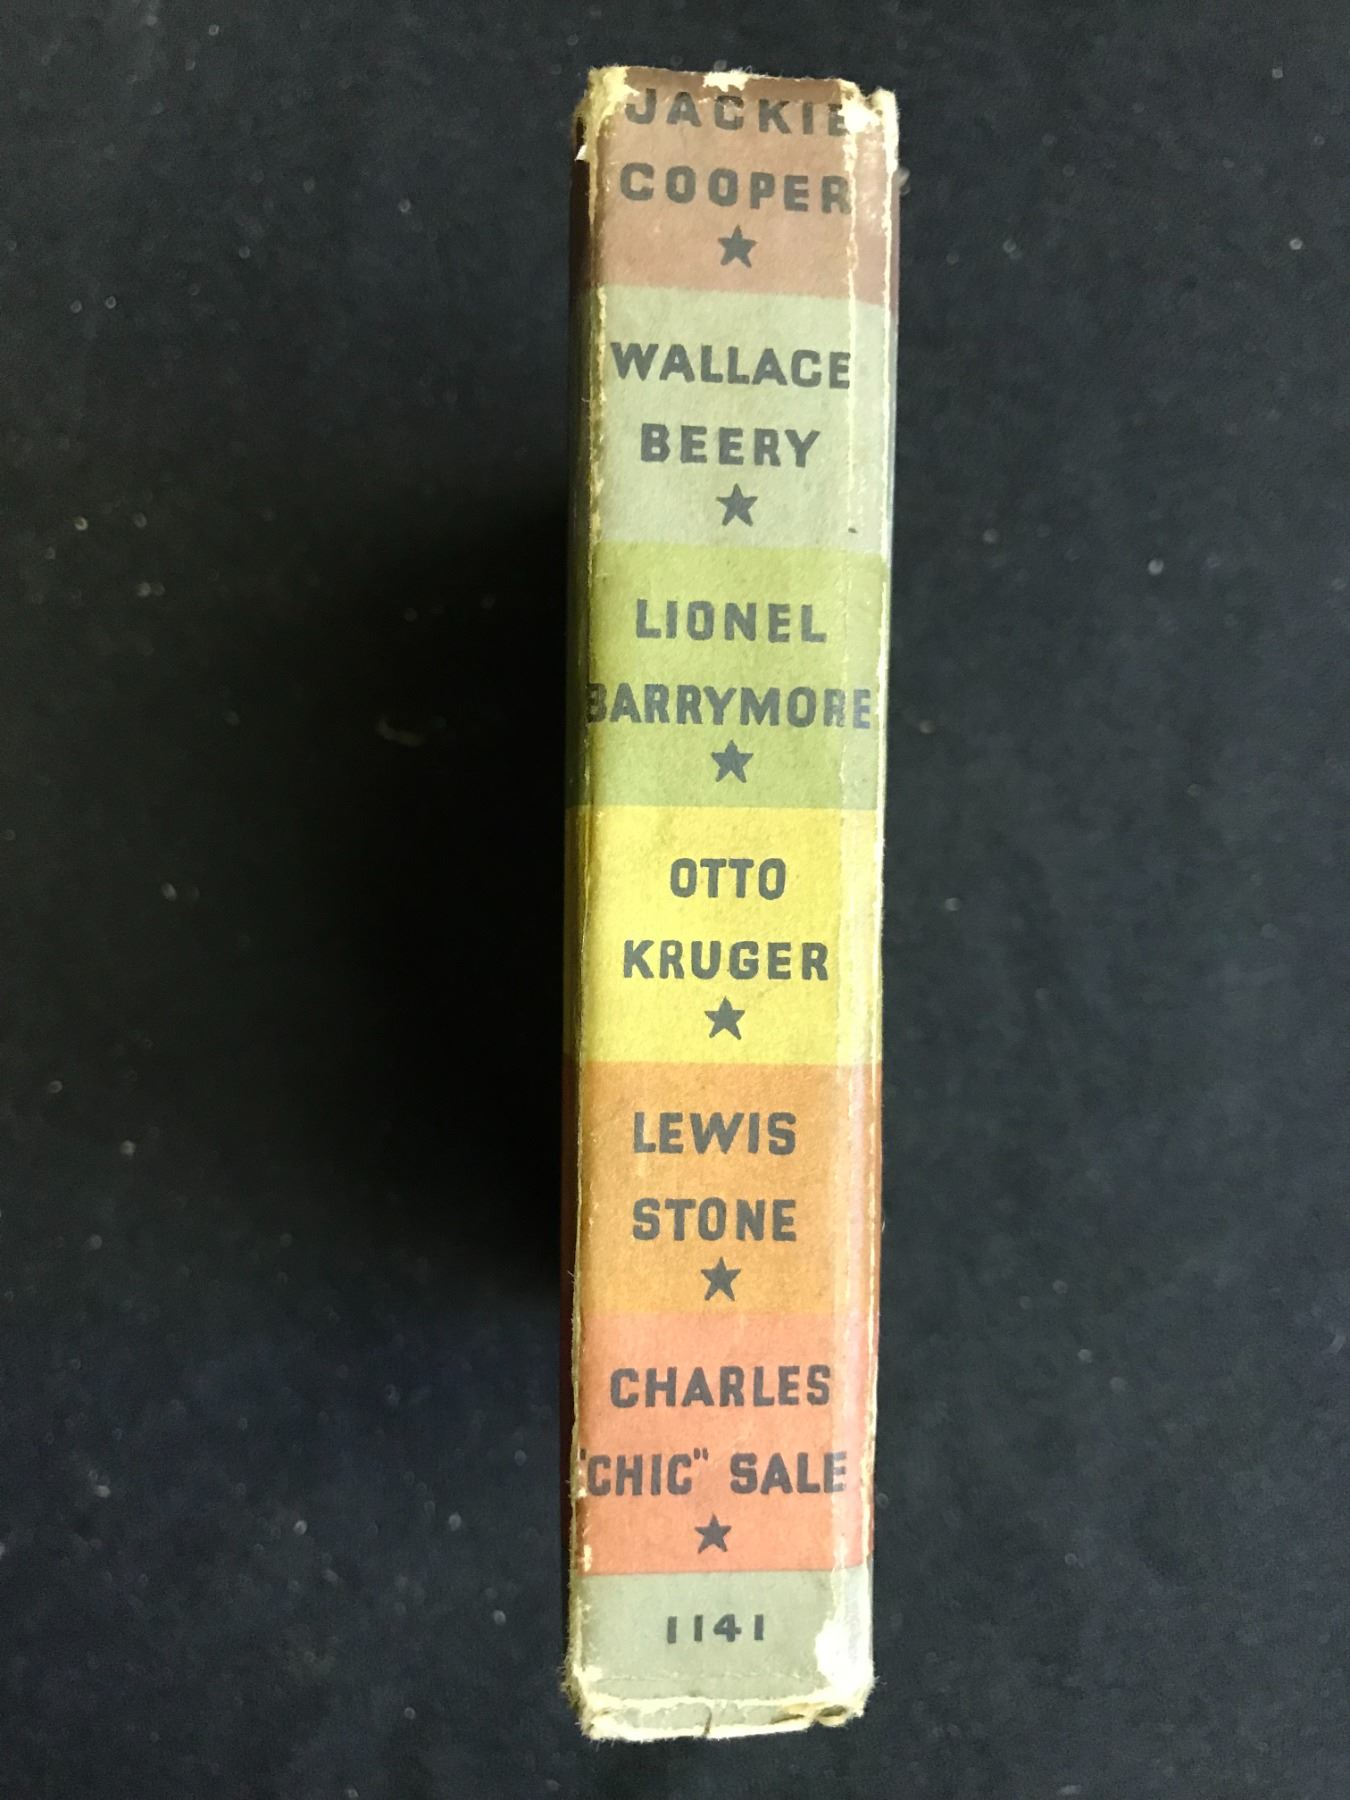 JACKIE
COOPER
WALLACE
BEERY
LIONEL
BARRYMORE
OTTO
KRUGER
LEWIS
STONE
CHARLES
"CHIC" SALE
1141